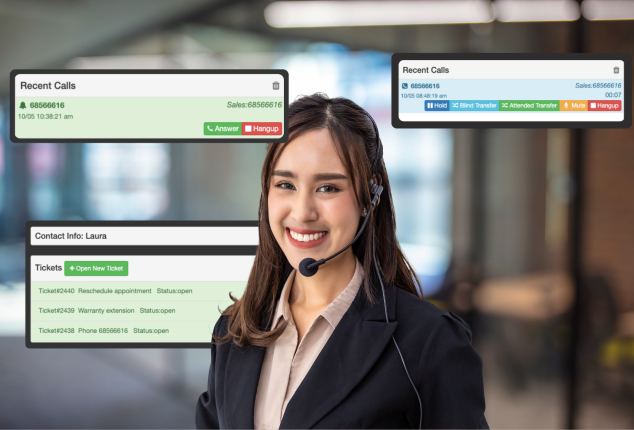 Recent Calls
68566616 Sales:68566616
10/05 10:38:21 am
Answer Hangup
Recent Calls
68566616 Sales:68566616
10/05 08:48:19 am 00:07
Hold Blind Transfer Attended Transfer Mute Hangup
Contact Info: Laura
Tickets + Open New Ticket
Ticket#2440 Reschedule appointment Status:open
Ticket#2439 Warranty extension Status:open
Ticket#2438 Phone 68566616 Status:open